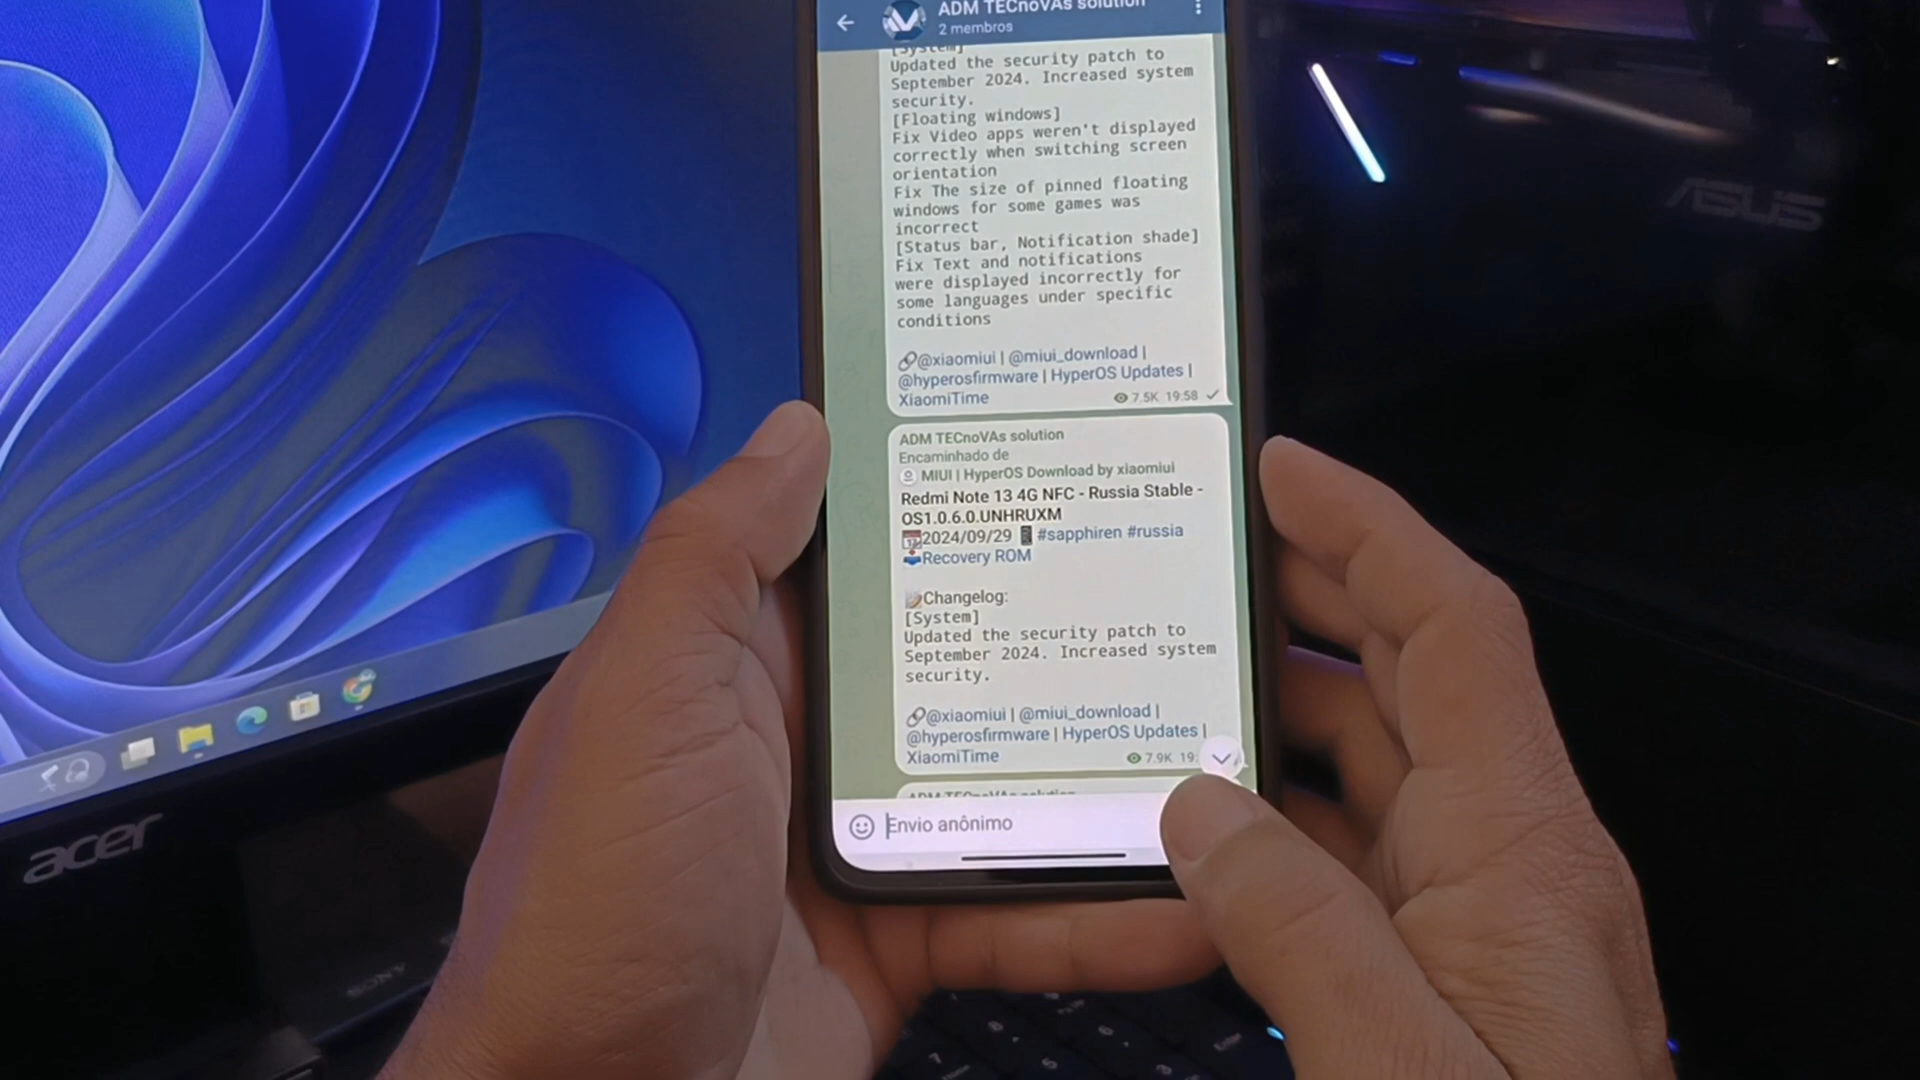 ADM TECnoVAs solution
2 membros
[System]
Updated the security patch to
September 2024. Increased system
security.
[Floating windows]
Fix Video apps weren't displayed
correctly when switching screen
orientation
Fix The size of pinned floating
windows for some games was
incorrect
[Status bar, Notification shade]
Fix Text and notifications
were displayed incorrectly for
some languages under specific
conditions
@xiaomiui | @miui_download |
@hyperosfirmware | HyperOS Updates |
XiaomiTime
7.5K 19:58
ADM TECnoVAs solution
Encaminhado de
MIUI | HyperOS Download by xiaomiui
Redmi Note 13 4G NFC - Russia Stable -
OS1.0.6.0.UNHRUXM
2024/09/29 #sapphiren #russia
Recovery ROM
Changelog:
[System]
Updated the security patch to
September 2024. Increased system
security.
@xiaomiui | @miui_download |
@hyperosfirmware | HyperOS Updates |
XiaomiTime
7.9K 19:
ADM TECnoVAs solution
Envio anônimo
acer
ASUS
SONY